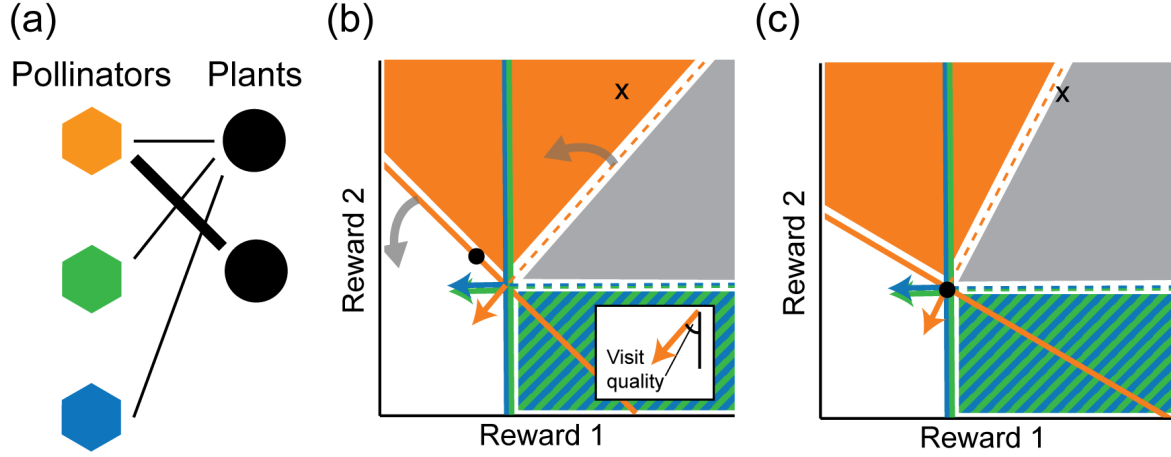 (a)
Pollinators Plants
(b)
Reward 2
x
Visit
quality
Reward 1
(c)
Reward 2
x
Reward 1